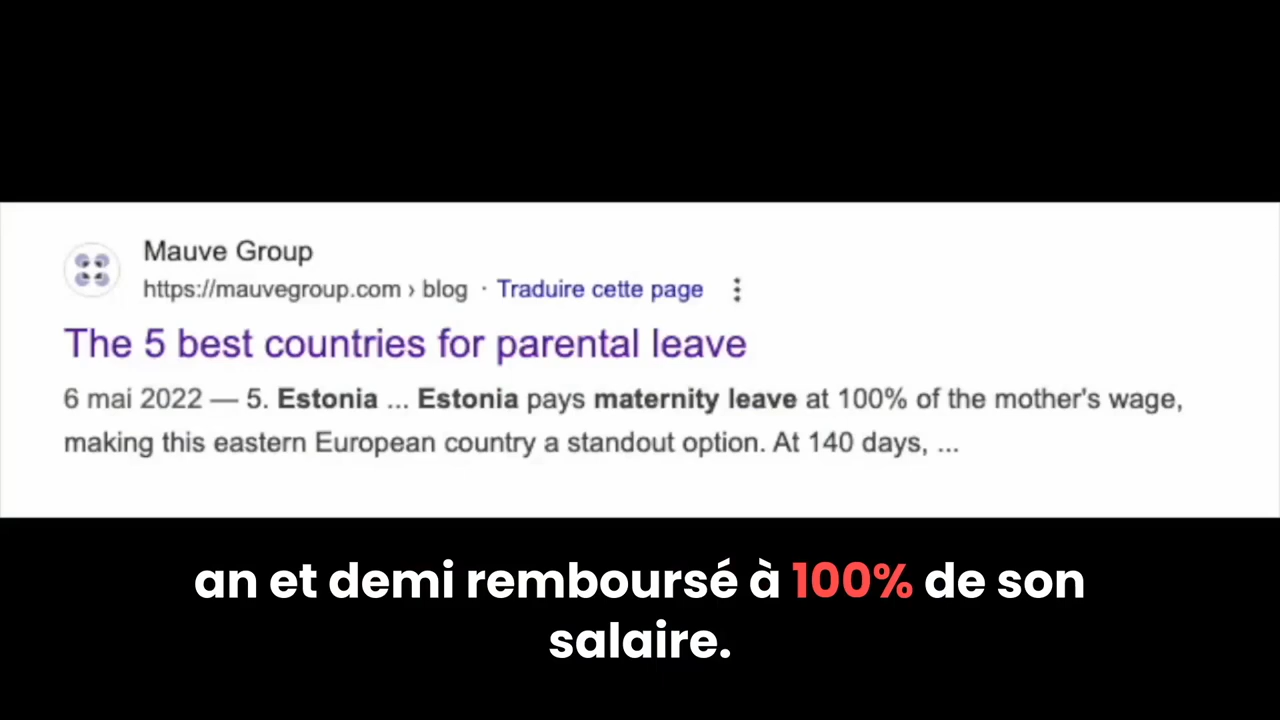 Mauve Group
https://mauvegroup.com › blog · Traduire cette page
The 5 best countries for parental leave
6 mai 2022 — 5. Estonia ... Estonia pays maternity leave at 100% of the mother's wage,
making this eastern European country a standout option. At 140 days, ...
an et demi remboursé à 100% de son
salaire.